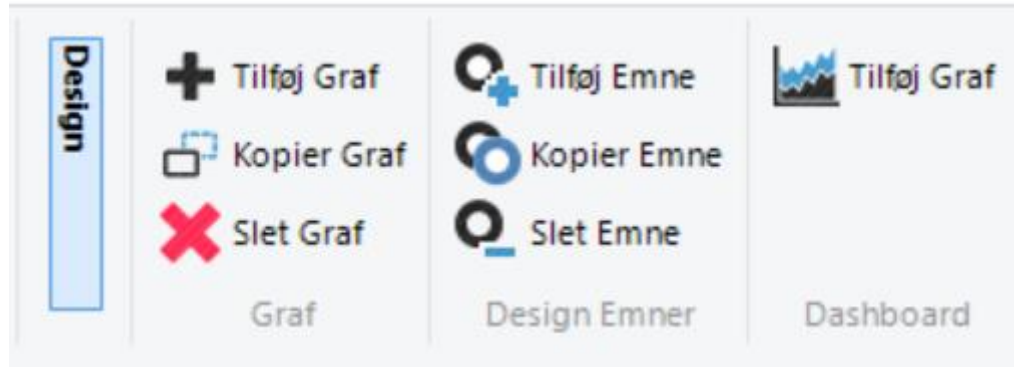 Design
Tilføj Graf
Kopier Graf
Slet Graf
Graf
Tilføj Emne
Kopier Emne
Slet Emne
Design Emner
Tilføj Graf
Dashboard